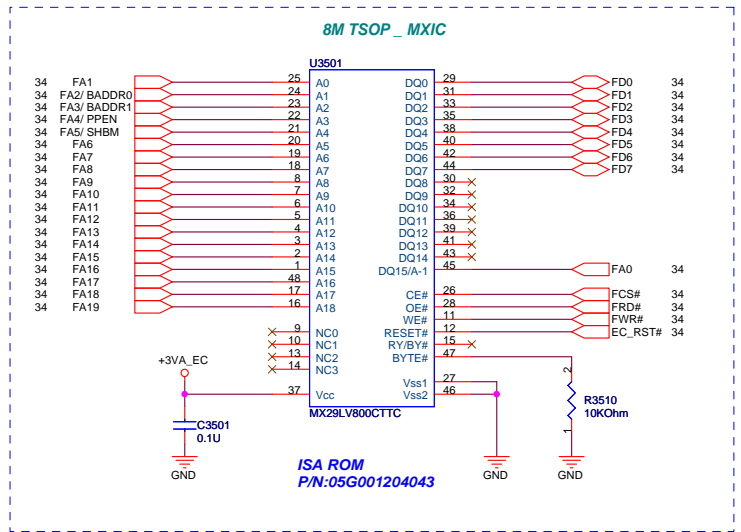 8M TSOP _ MXIC
U3501
34 FA1 25 A0 DQ0 29 FD0 34
34 FA2/ BADDR0 24 A1 DQ1 31 FD1 34
34 FA3/ BADDR1 23 A2 DQ2 33 FD2 34
34 FA4/ PPEN 22 A3 DQ3 35 FD3 34
34 FA5/ SHBM 21 A4 DQ4 38 FD4 34
34 FA6 20 A5 DQ5 40 FD5 34
34 FA7 19 A6 DQ6 42 FD6 34
34 FA8 18 A7 DQ7 44 FD7 34
34 FA9 8 A8 DQ8 30
34 FA10 7 A9 DQ9 32
34 FA11 6 A10 DQ10 34
34 FA12 5 A11 DQ11 36
34 FA13 4 A12 DQ12 39
34 FA14 3 A13 DQ13 41
34 FA15 2 A14 DQ14 43
34 FA16 1 A15 DQ15/A-1 45 FA0 34
34 FA17 48 A16
34 FA18 17 A17 CE# 26 FCS# 34
34 FA19 16 A18 OE# 28 FRD# 34
WE# 11 FWR# 34
9 NC0 RESET# 12 EC_RST# 34
10 NC1 RY/BY# 15
13 NC2 BYTE# 47
14 NC3
+3VA_EC
Vss1 27
37 Vcc Vss2 46
2
R3510
10KOhm
1
MX29LV800CTTC
C3501
0.1U
GND
GND
GND
ISA ROM
P/N:05G001204043